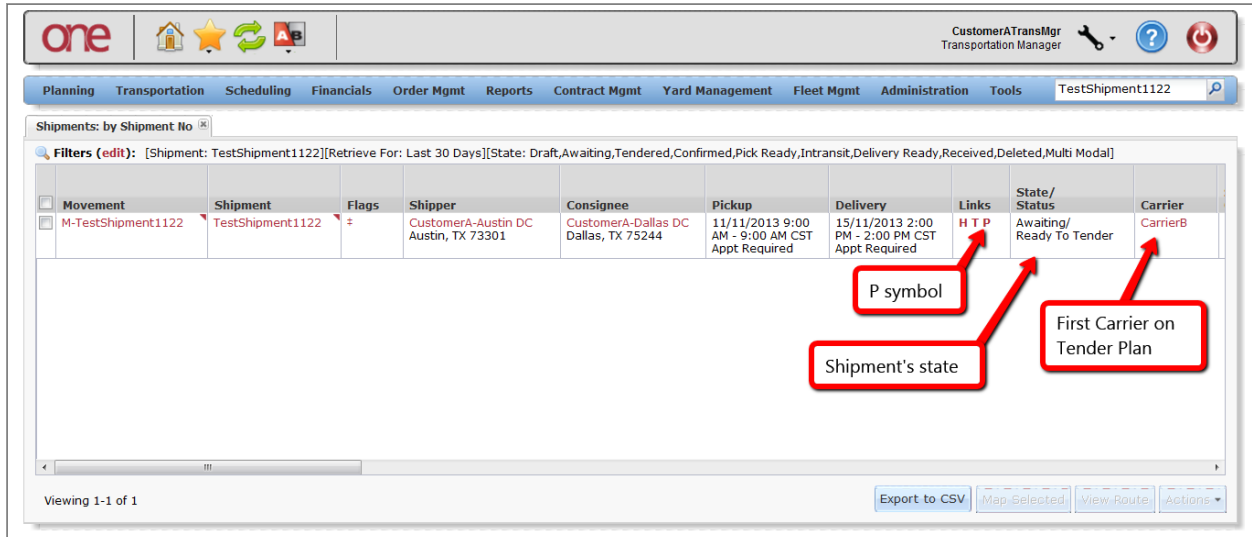 one
A B
CustomerATransMgr
Transportation Manager
?
Planning Transportation Scheduling Financials Order Mgmt Reports Contract Mgmt Yard Management Fleet Mgmt Administration Tools TestShipment1122
Shipments: by Shipment No
Filters (edit): [Shipment: TestShipment1122][Retrieve For: Last 30 Days][State: Draft,Awaiting,Tendered,Confirmed,Pick Ready,Intransit,Delivery Ready,Received,Deleted,Multi Modal]
State/
Movement Shipment Flags Shipper Consignee Pickup Delivery Links Status Carrier
M-TestShipment1122 TestShipment1122 ‡ CustomerA-Austin DC CustomerA-Dallas DC 11/11/2013 9:00 15/11/2013 2:00 H T P Awaiting/ CarrierB
Austin, TX 73301 Dallas, TX 75244 AM - 9:00 AM CST PM - 2:00 PM CST Ready To Tender
Appt Required Appt Required
P symbol
First Carrier on
Tender Plan
Shipment's state
Viewing 1-1 of 1 Export to CSV Map Selected View Route Actions